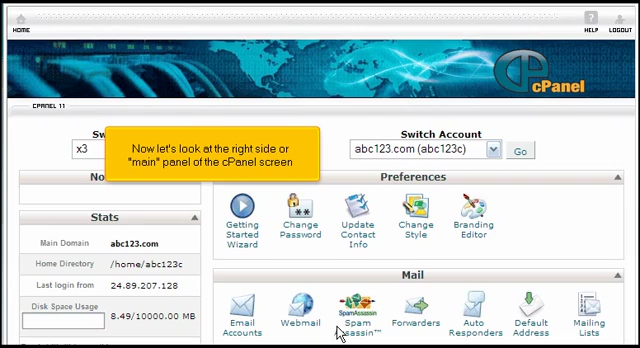 HOME
HELP
LOGOUT
cPanel
CPANEL 11
Sw
Switch Account
x3
abc123.com (abc123c)
Go
Now let's look at the right side or
"main" panel of the cPanel screen
No
Preferences
Getting Started Wizard
Change Password
Update Contact Info
Change Style
Branding Editor
Stats
Main Domain abc123.com
Home Directory /home/abc123c
Last login from 24.89.207.128
Disk Space Usage
8.49/10000.00 MB
Mail
SpamAssassin
Email Accounts
Webmail
Spam Assassin™
Forwarders
Auto Responders
Default Address
Mailing Lists